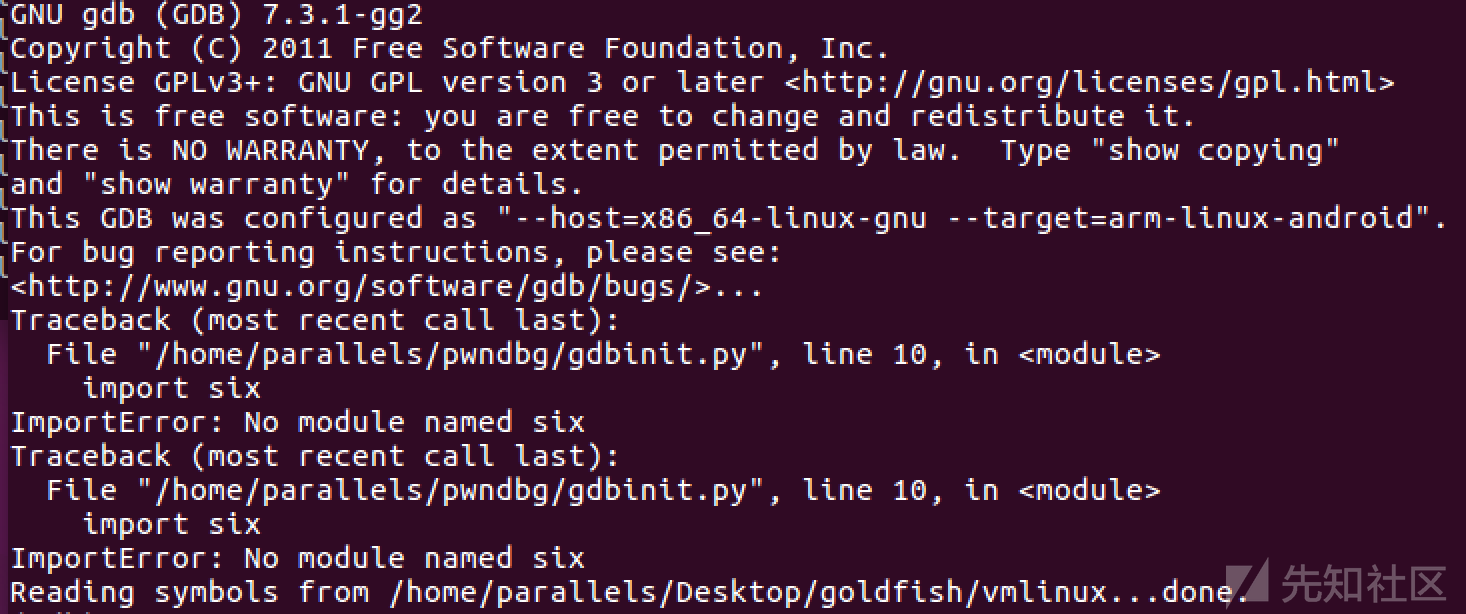 GNU gdb (GDB) 7.3.1-gg2
Copyright (C) 2011 Free Software Foundation, Inc.
License GPLv3+: GNU GPL version 3 or later <http://gnu.org/licenses/gpl.html>
This is free software: you are free to change and redistribute it.
There is NO WARRANTY, to the extent permitted by law.  Type "show copying"
and "show warranty" for details.
This GDB was configured as "--host=x86_64-linux-gnu --target=arm-linux-android".
For bug reporting instructions, please see:
<http://www.gnu.org/software/gdb/bugs/>...
Traceback (most recent call last):
  File "/home/parallels/pwndbg/gdbinit.py", line 10, in <module>
    import six
ImportError: No module named six
Traceback (most recent call last):
  File "/home/parallels/pwndbg/gdbinit.py", line 10, in <module>
    import six
ImportError: No module named six
Reading symbols from /home/parallels/Desktop/goldfish/vmlinux...done.
先知社区